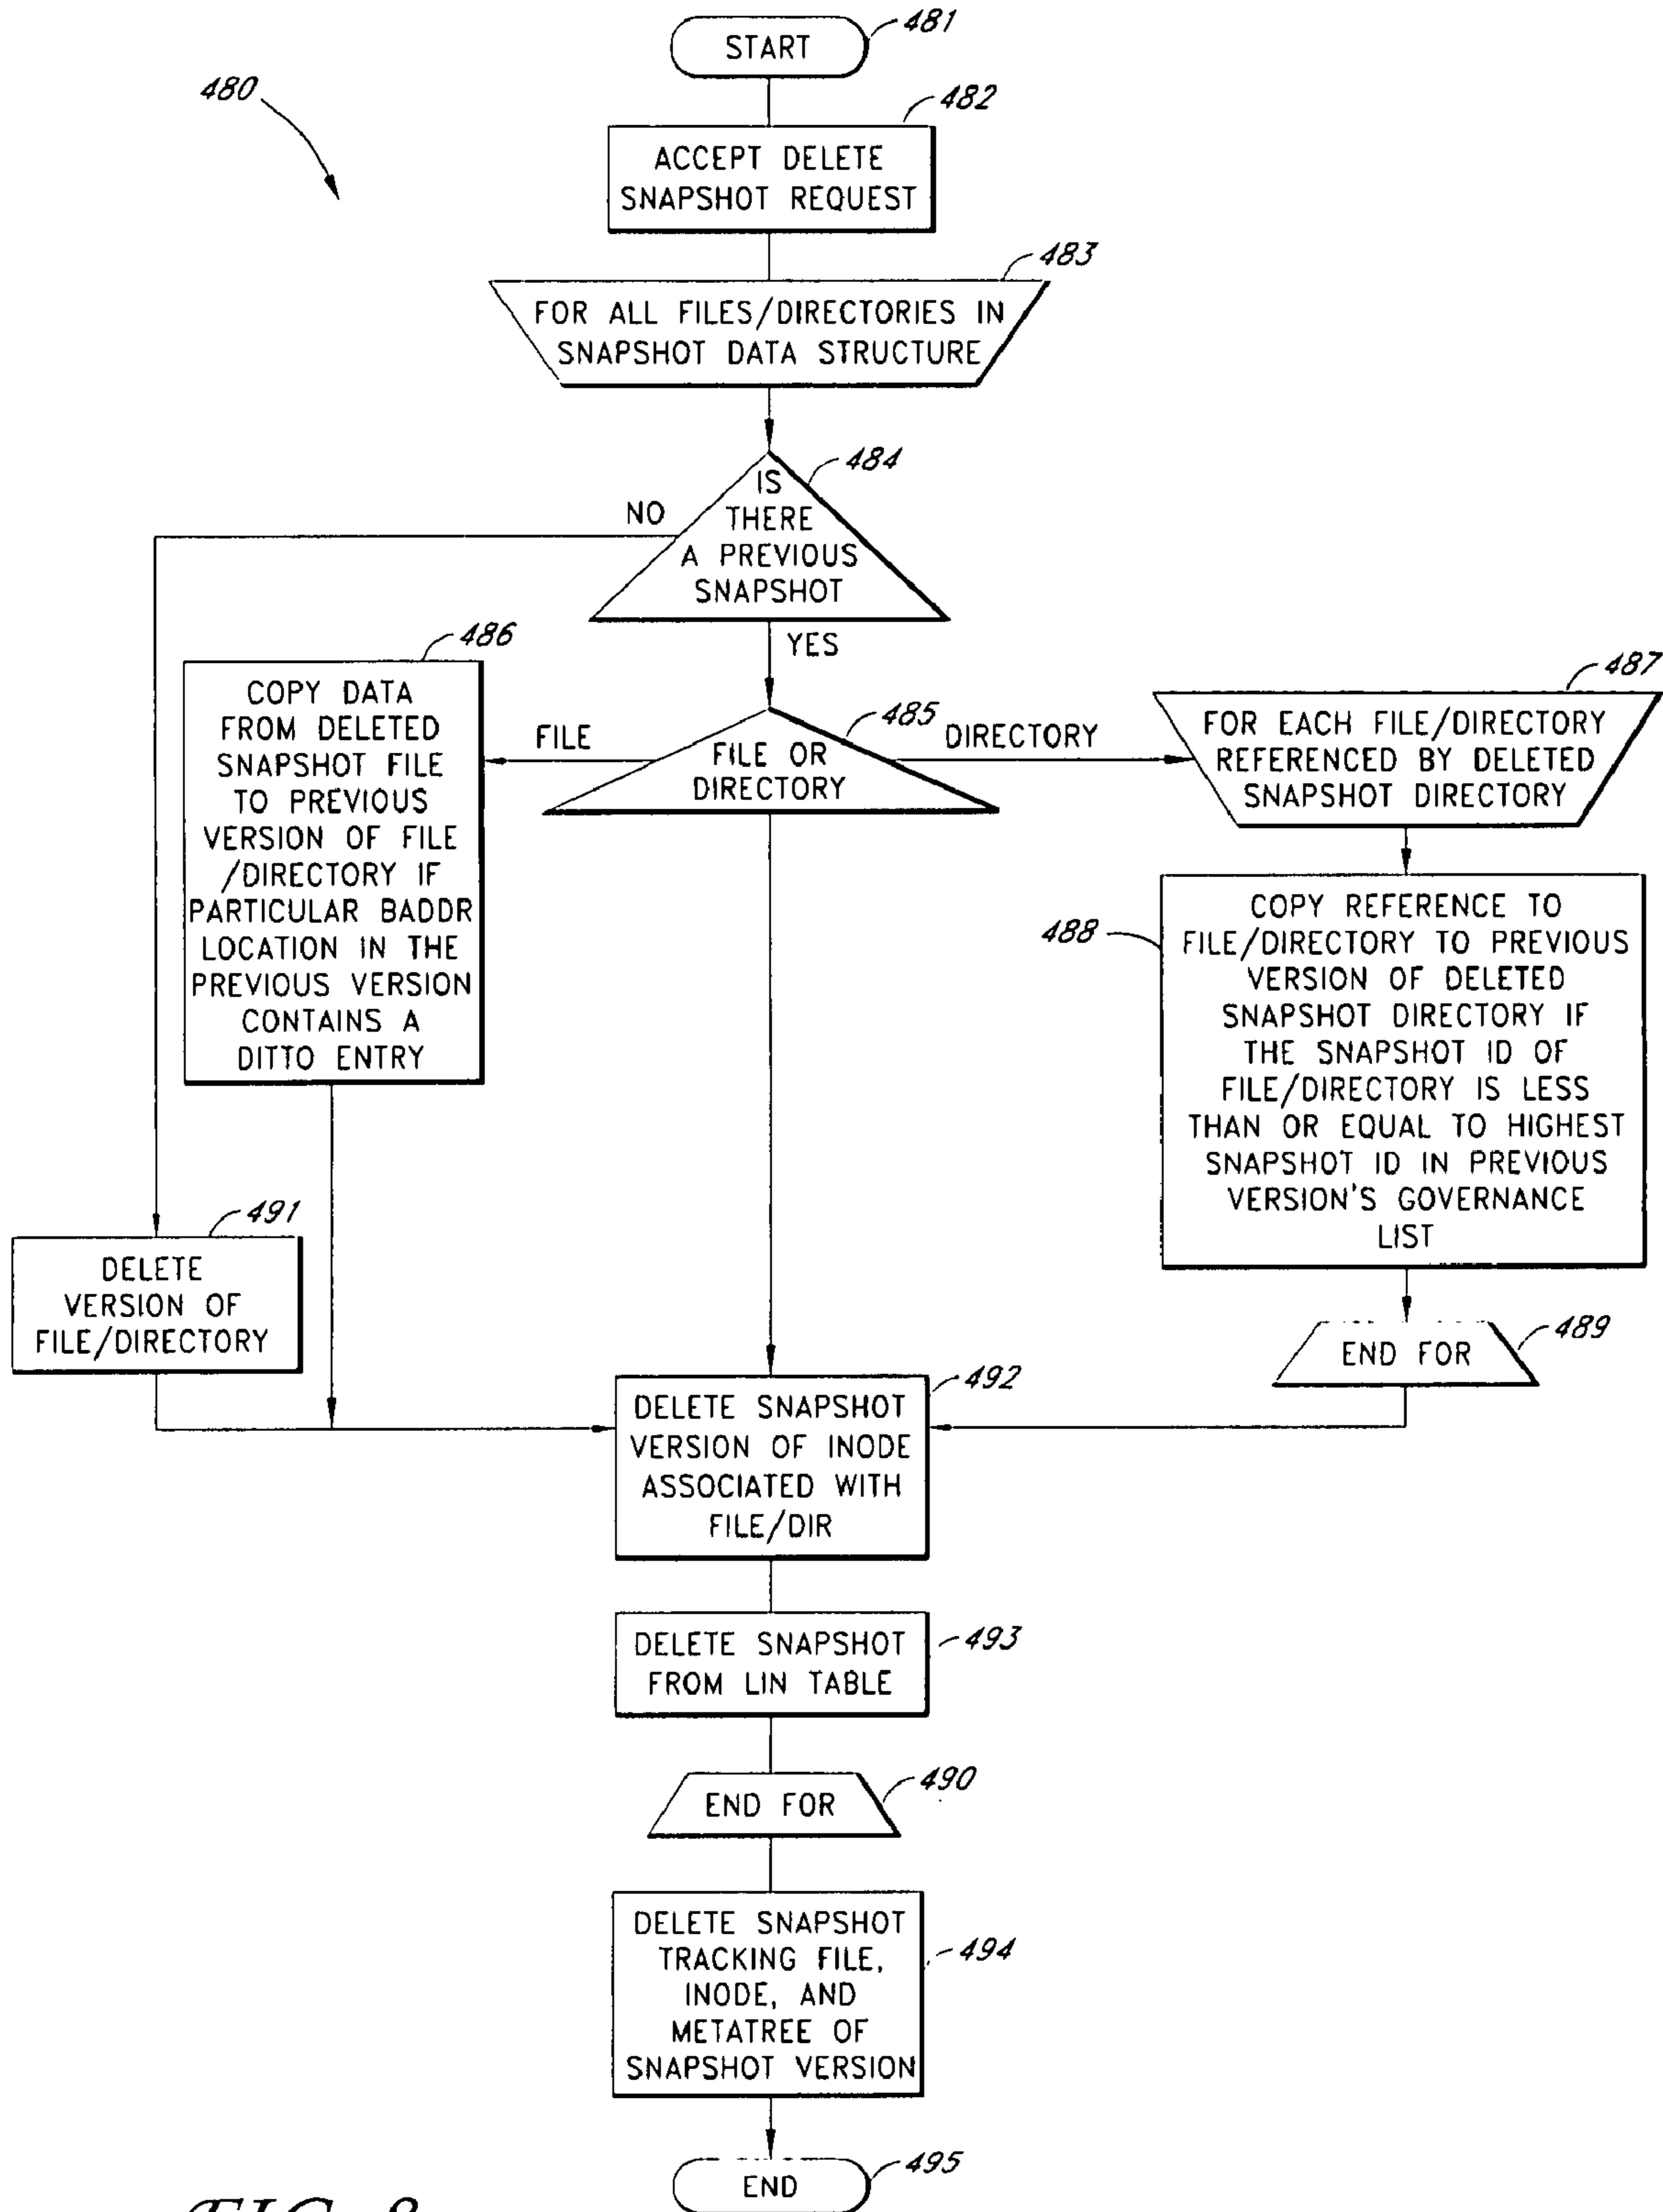 START
481
480
482
ACCEPT DELETE
SNAPSHOT REQUEST
483
FOR ALL FILES/DIRECTORIES IN
SNAPSHOT DATA STRUCTURE
484
IS
THERE
A PREVIOUS
SNAPSHOT
NO
YES
486
COPY DATA
FROM DELETED
SNAPSHOT FILE
TO PREVIOUS
VERSION OF FILE
/DIRECTORY IF
PARTICULAR BADDR
LOCATION IN THE
PREVIOUS VERSION
CONTAINS A
DITTO ENTRY
FILE
485
FILE OR
DIRECTORY
DIRECTORY
487
FOR EACH FILE/DIRECTORY
REFERENCED BY DELETED
SNAPSHOT DIRECTORY
488
COPY REFERENCE TO
FILE/DIRECTORY TO PREVIOUS
VERSION OF DELETED
SNAPSHOT DIRECTORY IF
THE SNAPSHOT ID OF
FILE/DIRECTORY IS LESS
THAN OR EQUAL TO HIGHEST
SNAPSHOT ID IN PREVIOUS
VERSION'S GOVERNANCE
LIST
491
DELETE
VERSION OF
FILE/DIRECTORY
489
END FOR
492
DELETE SNAPSHOT
VERSION OF INODE
ASSOCIATED WITH
FILE/DIR
DELETE SNAPSHOT
FROM LIN TABLE
493
490
END FOR
DELETE SNAPSHOT
TRACKING FILE,
INODE, AND
METATREE OF
SNAPSHOT VERSION
494
END
495
FIG. 8